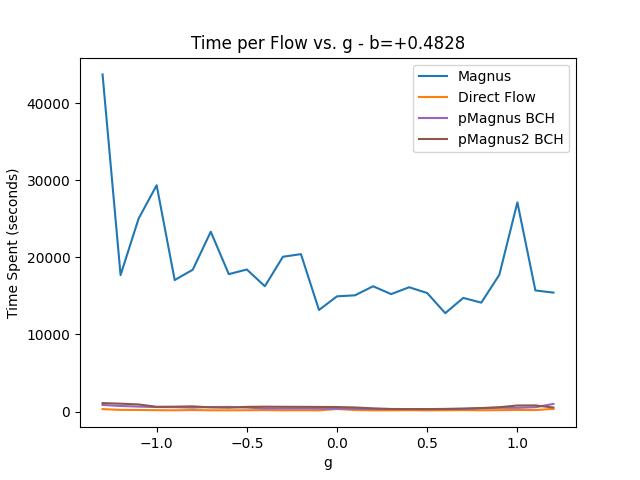 Time per Flow vs. g - b=+0.4828
Magnus
Direct Flow
pMagnus BCH
pMagnus2 BCH
Time Spent (seconds)
40000
30000
20000
10000
0
−1.0 −0.5 0.0 0.5 1.0
g